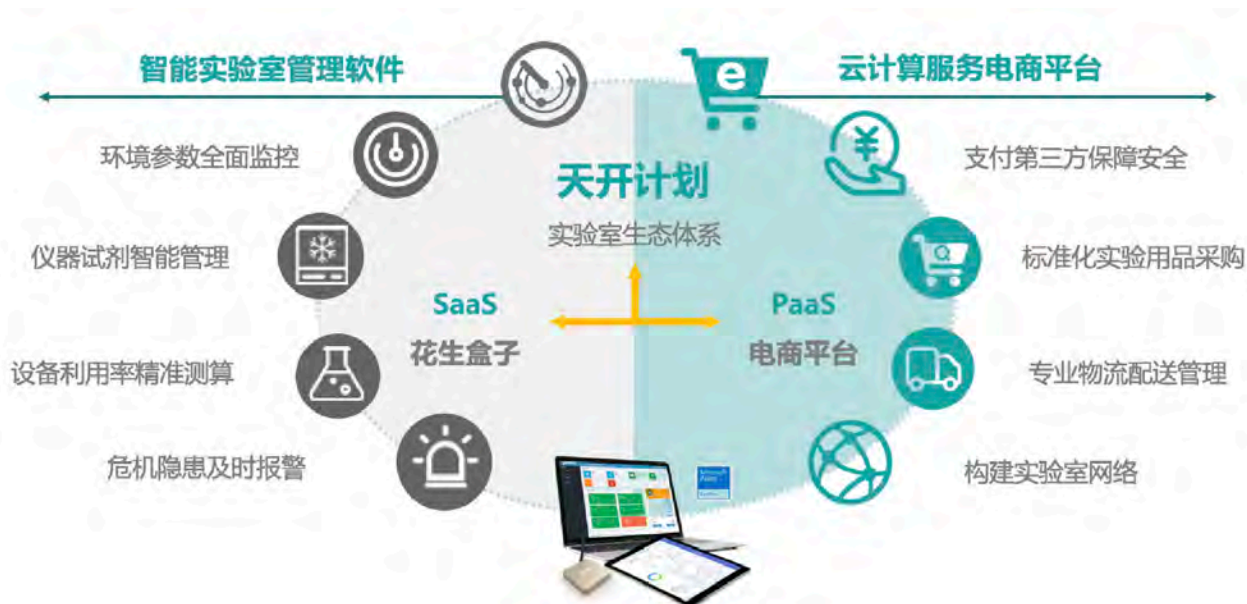 智能实验室管理软件
云计算服务电商平台
e
¥
环境参数全面监控
支付第三方保障安全
天开计划
实验室生态体系
仪器试剂智能管理
标准化实验用品采购
SaaS
花生盒子
PaaS
电商平台
设备利用率精准测算
专业物流配送管理
危机隐患及时报警
构建实验室网络
Microsoft
Azure